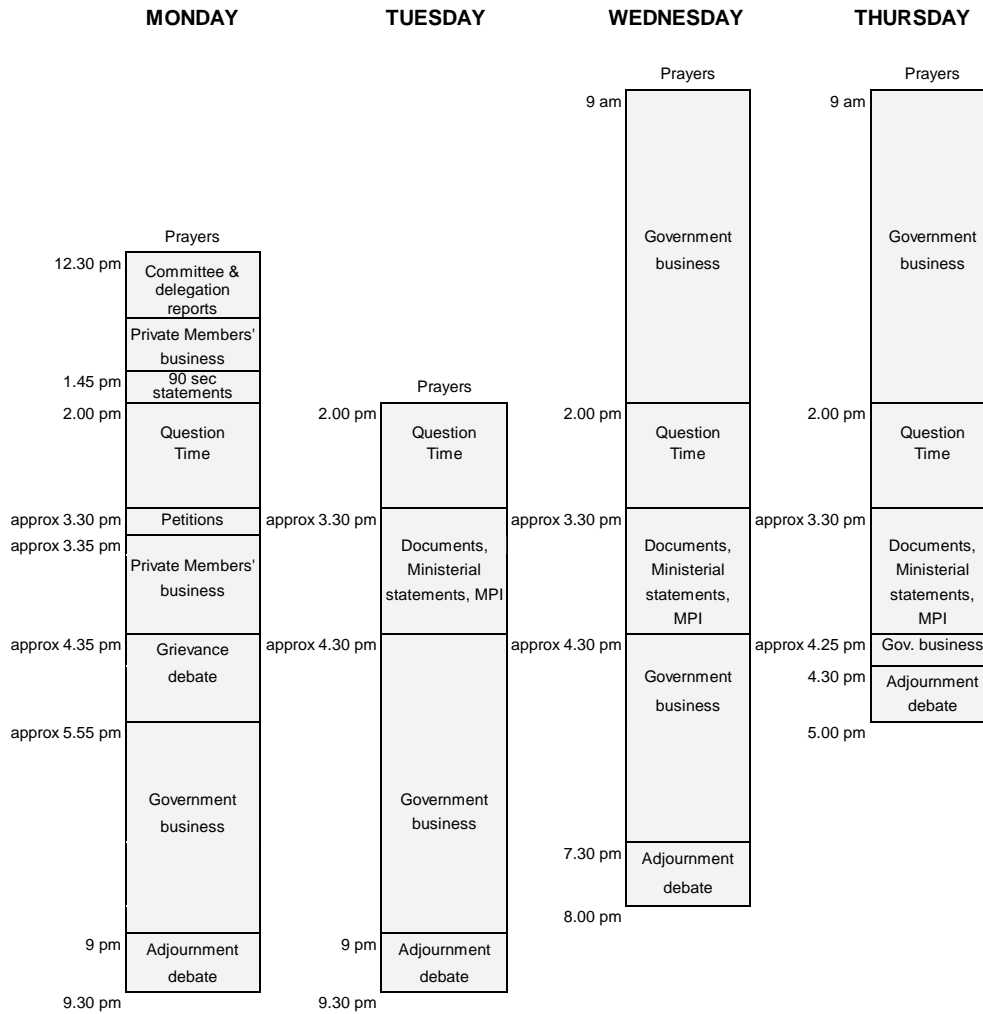 MONDAY
Prayers
12.30 pm
Committee &
delegation
reports
Private Members'
business
1.45 pm
90 sec
statements
2.00 pm
Question
Time
approx 3.30 pm
Petitions
approx 3.35 pm
Private Members'
business
approx 4.35 pm
Grievance
debate
approx 5.55 pm
Government
business
9 pm
Adjournment
debate
9.30 pm
TUESDAY
Prayers
2.00 pm
Question
Time
approx 3.30 pm
Documents,
Ministerial
statements, MPI
approx 4.30 pm
Government
business
9 pm
Adjournment
debate
9.30 pm
WEDNESDAY
Prayers
9 am
Government
business
2.00 pm
Question
Time
approx 3.30 pm
Documents,
Ministerial
statements,
MPI
approx 4.30 pm
Government
business
7.30 pm
Adjournment
debate
8.00 pm
THURSDAY
Prayers
9 am
Government
business
2.00 pm
Question
Time
approx 3.30 pm
Documents,
Ministerial
statements,
MPI
approx 4.25 pm
Gov. business
4.30 pm
Adjournment
debate
5.00 pm